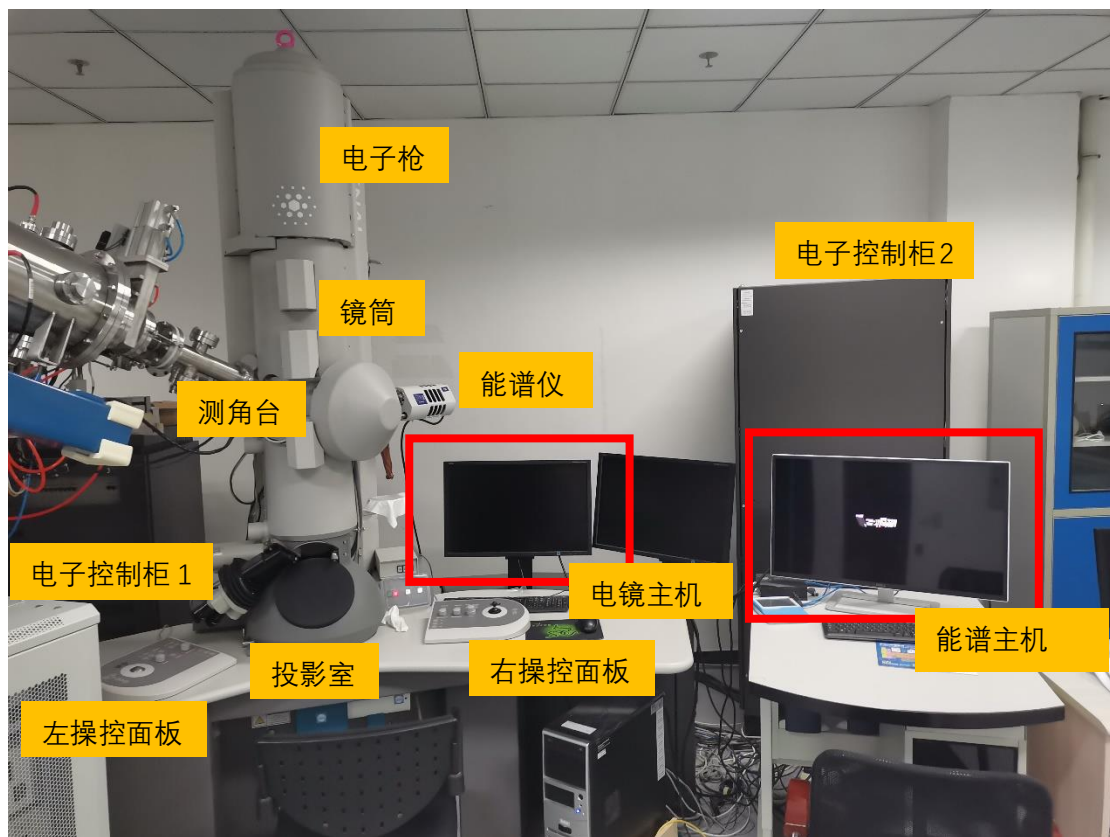 电子枪
电子控制柜2
镜筒
能谱仪
测角台
电子控制柜 1
电镜主机
能谱主机
投影室
右操控面板
左操控面板